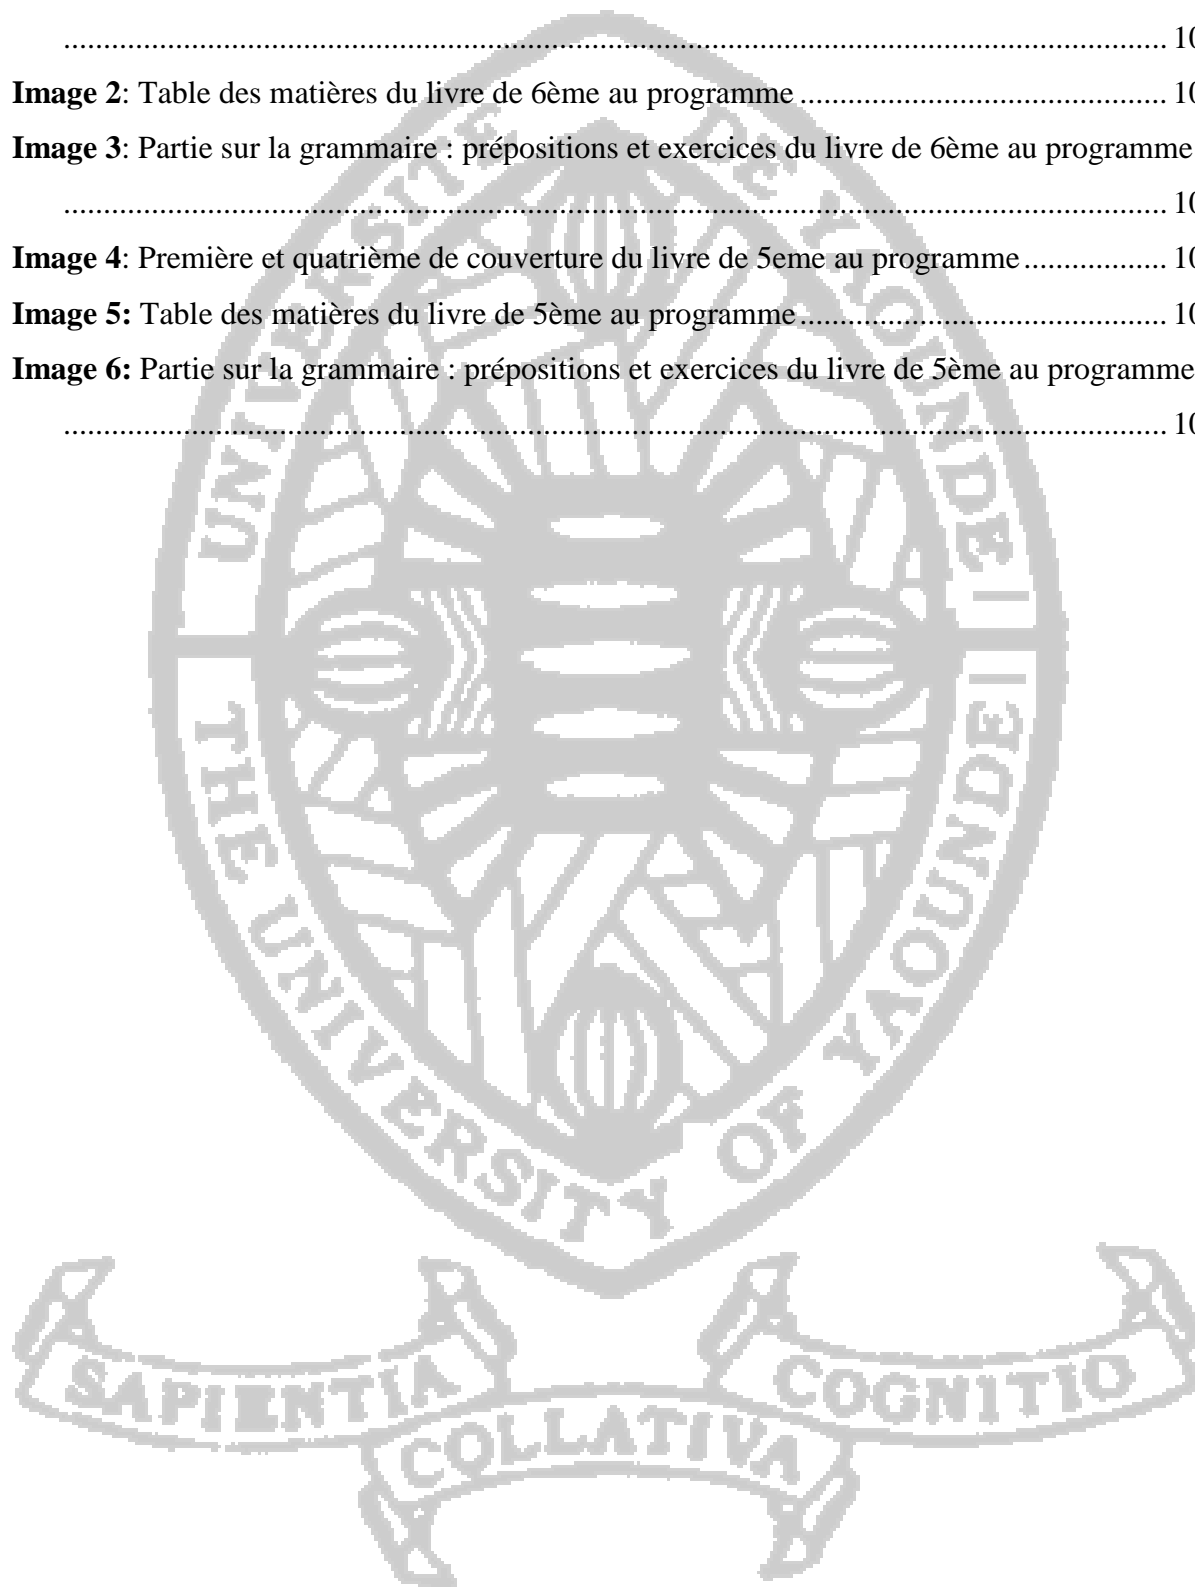 ........................................ 10
Image 2: Table des matières du livre de 6ème au programme ........................................ 10
Image 3: Partie sur la grammaire : prépositions et exercices du livre de 6ème au programme
........................................ 10
Image 4: Première et quatrième de couverture du livre de 5eme au programme ........................................ 10
Image 5: Table des matières du livre de 5ème au programme ........................................ 10
Image 6: Partie sur la grammaire : prépositions et exercices du livre de 5ème au programme
........................................ 10
UNIVERSITE DE YAOUNDE I
THE UNIVERSITY OF YAOUNDE I
SAPIENTIA
COLLATIVA
COGNITIO